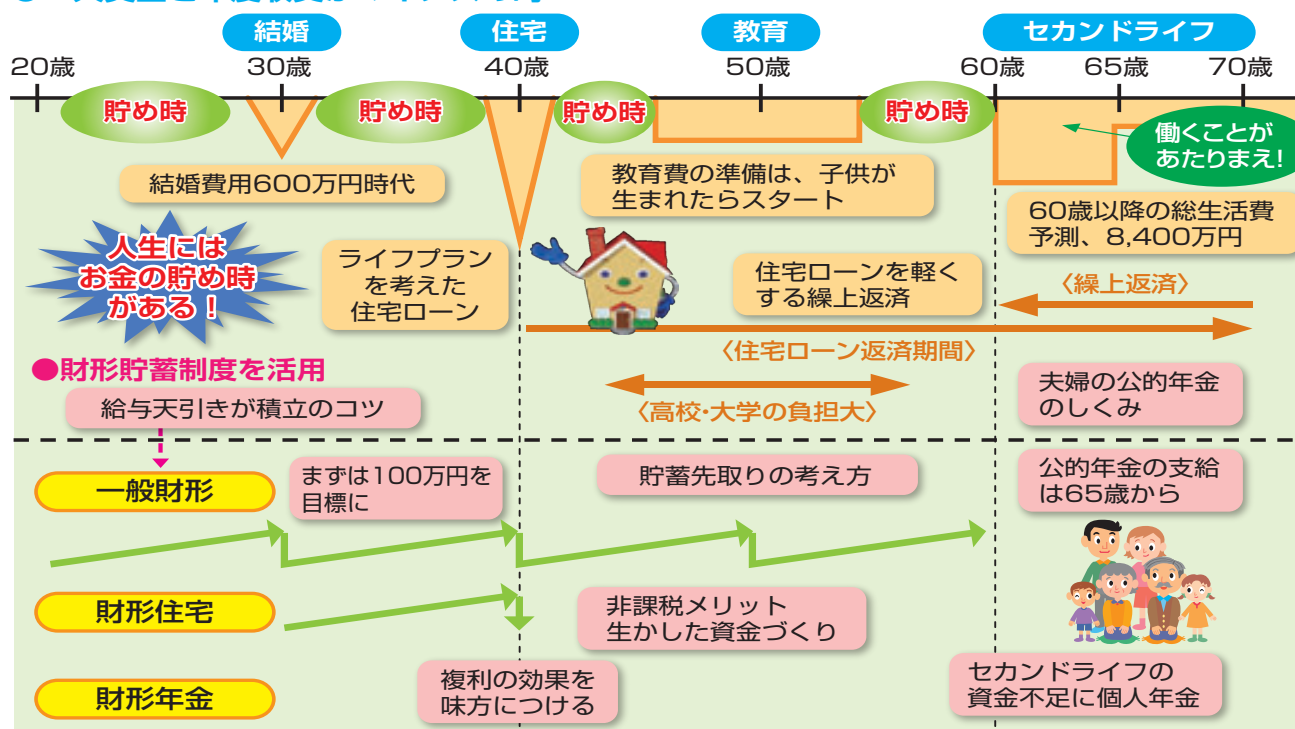 結婚
住宅
教育
セカンドライフ
20歳
30歳
40歳
50歳
60歳
65歳
70歳
貯め時
貯め時
貯め時
貯め時
働くことが
あたりまえ!
結婚費用600万円時代
教育費の準備は、子供が
生まれたらスタート
60歳以降の総生活費
予測、8,400万円
人生には
お金の貯め時
がある！
ライフプラン
を考えた
住宅ローン
住宅ローンを軽く
する繰上返済
〈繰上返済〉
〈住宅ローン返済期間〉
●財形貯蓄制度を活用
給与天引きが積立のコツ
〈高校・大学の負担大〉
夫婦の公的年金
のしくみ
一般財形
まずは100万円を
目標に
貯蓄先取りの考え方
公的年金の支給
は65歳から
財形住宅
非課税メリット
生かした資金づくり
財形年金
複利の効果を
味方につける
セカンドライフの
資金不足に個人年金